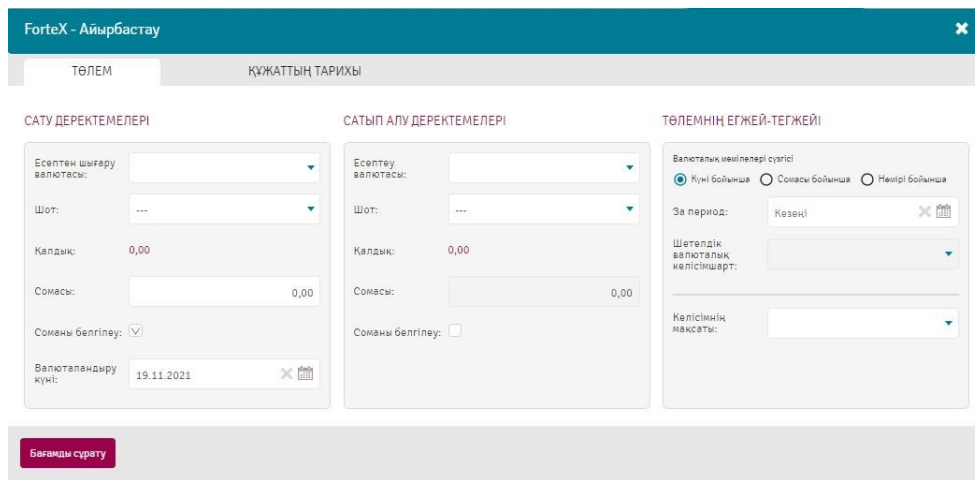 ForteX - Айырбастау
ТӨЛЕМ
ҚҰЖАТТЫҢ ТАРИХЫ
САТУ ДЕРЕКТЕМЕЛЕРІ
Есептен шығару
валютасы:
Шот:
---
Қалдық:
0,00
Сомасы:
0,00
Соманы белгілеу:
Валюталандыру
күні:
19.11.2021
САТЫП АЛУ ДЕРЕКТЕМЕЛЕРІ
Есептеу
валютасы:
Шот:
---
Қалдық:
0,00
Сомасы:
0,00
Соманы белгілеу:
ТӨЛЕМНІҢ ЕГЖЕЙ-ТЕГЖЕЙІ
Валюталық мәмілелері сүзгісі
Күні бойынша
Сомасы бойынша
Нөмірі бойынша
За период:
Кезеңі
Шетелдік
валюталық
келісімшарт:
Келісімнің
мақсаты:
Бағамды сұрату